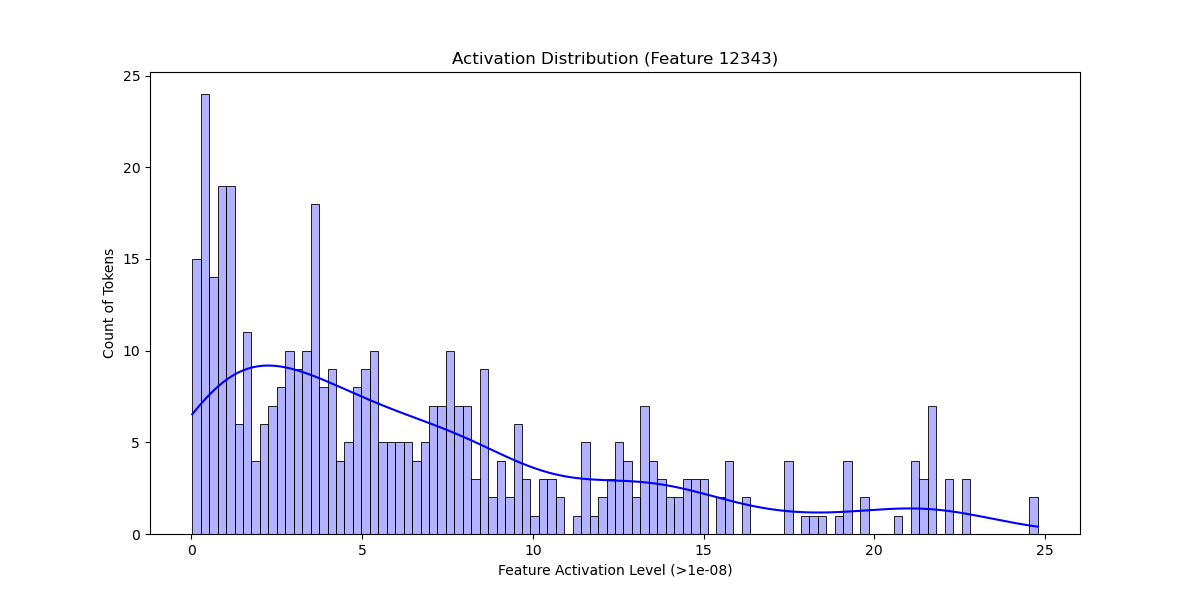 Activation Distribution (Feature 12343)
25
20
15
10
5
0
Count of Tokens
0 5 10 15 20 25
Feature Activation Level (>1e-08)